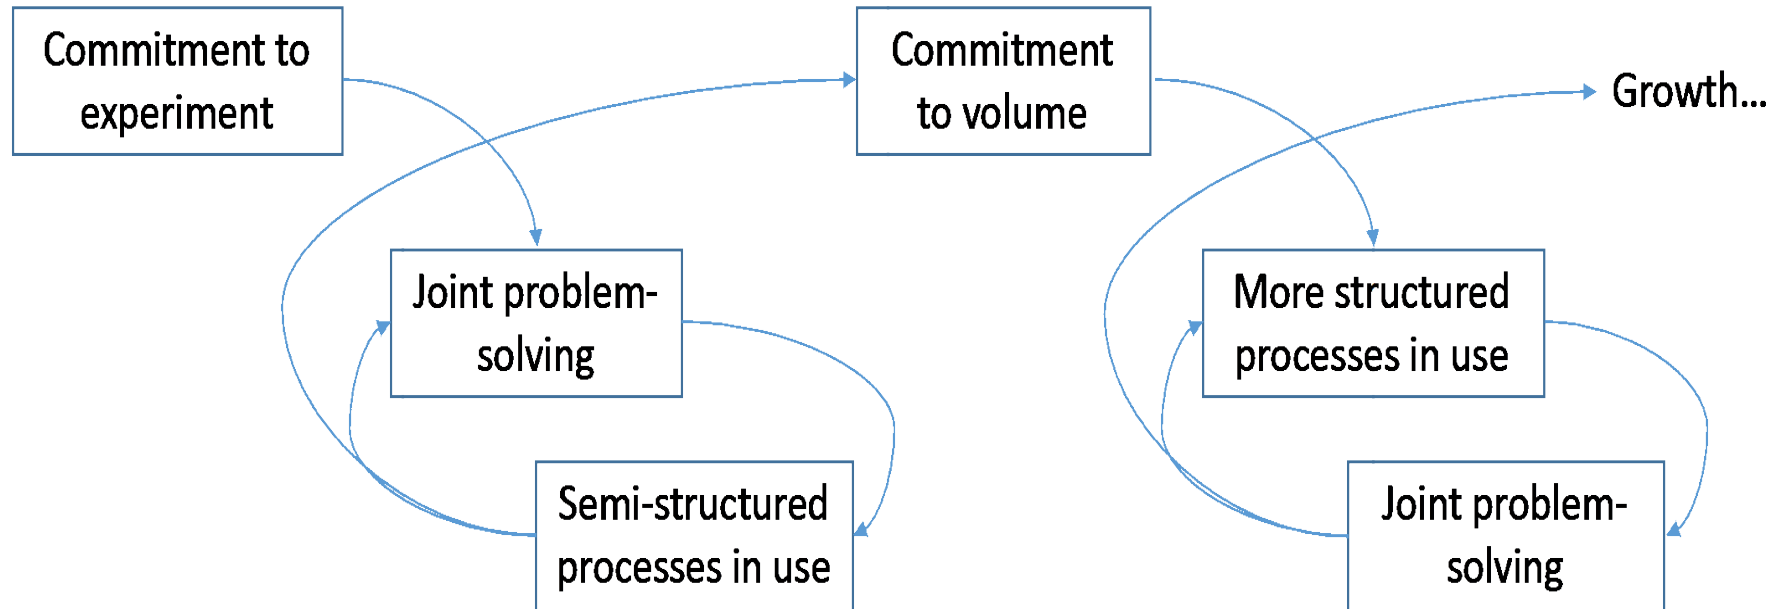 Commitment to
experiment
Commitment
to volume
Growth...
Joint problem-
solving
More structured
processes in use
Semi-structured
processes in use
Joint problem-
solving